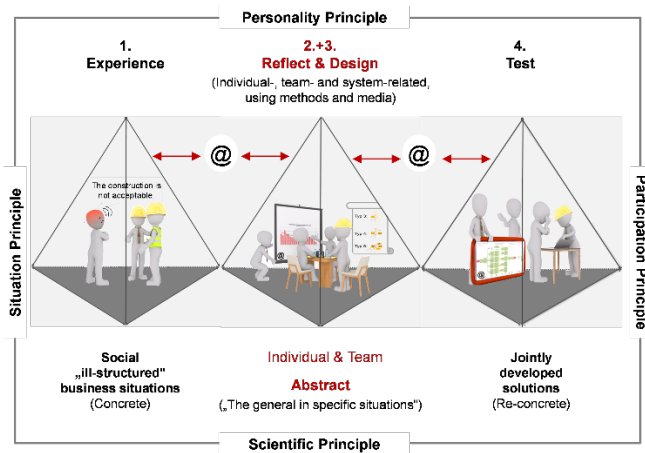 Personality Principle
1.
Experience
2.+3.
Reflect & Design
(Individual-, team- and system-related,
using methods and media)
4.
Test
@
@
The construction is
not acceptable
Typ X:
Typ A:
@
@
Situation Principle
Participation Principle
Social
„ill-structured"
business situations
(Concrete)
Individual & Team
Abstract
(„The general in specific situations")
Jointly
developed
solutions
(Re-concrete)
Scientific Principle